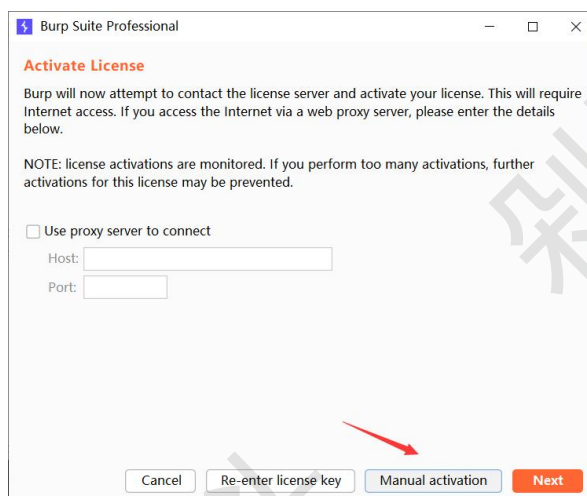 Burp Suite Professional
Activate License
Burp will now attempt to contact the license server and activate your license. This will require
Internet access. If you access the Internet via a web proxy server, please enter the details
below.
NOTE: license activations are monitored. If you perform too many activations, further
activations for this license may be prevented.
Use proxy server to connect
Host:
Port:
Cancel Re-enter license key Manual activation Next